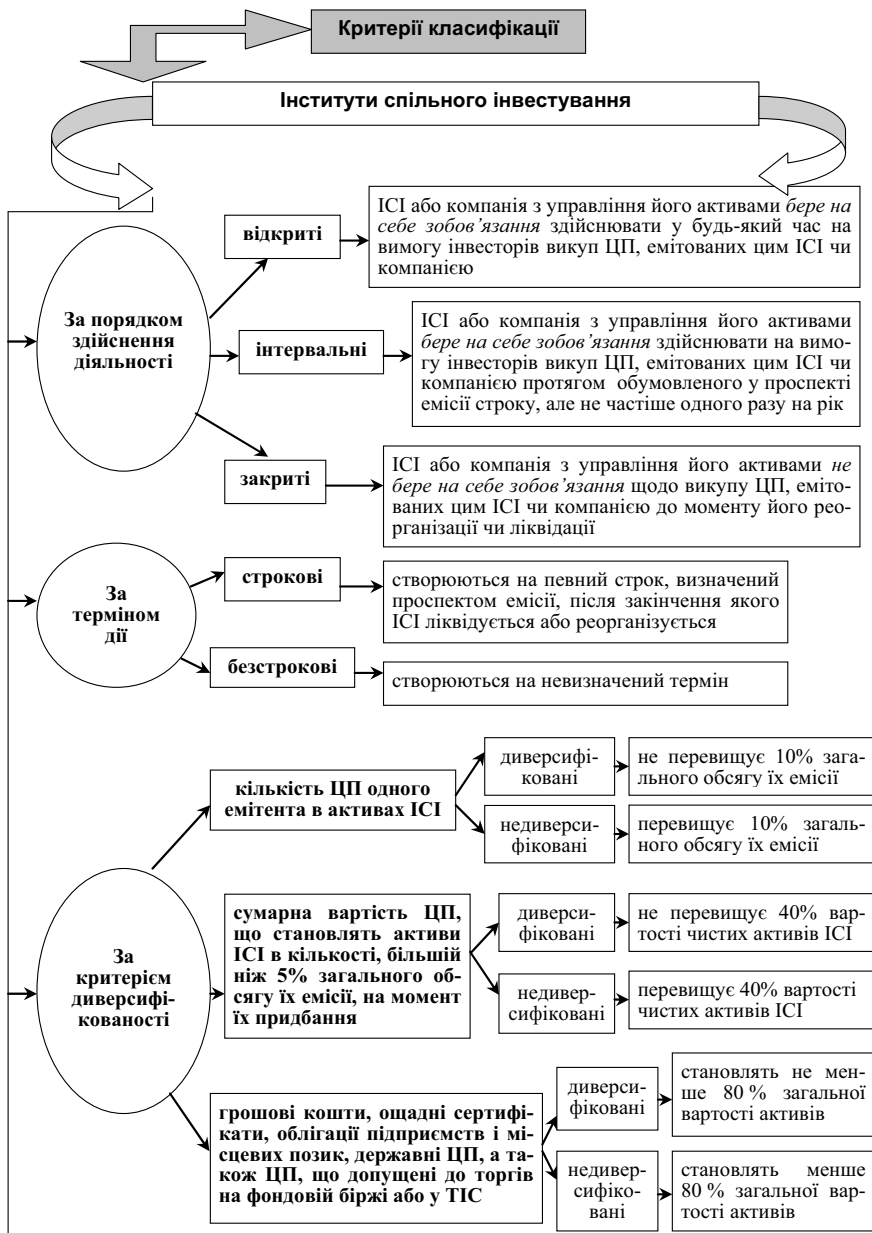 Критерії класифікації
Інститути спільного інвестування
За порядком
здійснення
діяльності
відкриті
ІСІ або компанія з управління його активами бере на
себе зобов’язання здійснювати у будь-який час на
вимогу інвесторів викуп ЦП, емітованих цим ІСІ чи
компанією
інтервальні
ІСІ або компанія з управління його активами
бере на себе зобов’язання здійснювати на вимо-
гу інвесторів викуп ЦП, емітованих цим ІСІ чи
компанією протягом обумовленого у проспекті
емісії строку, але не частіше одного разу на рік
закриті
ІСІ або компанія з управління його активами не
бере на себе зобов’язання щодо викупу ЦП, еміто-
ваних цим ІСІ чи компанією до моменту його рео-
рганізації чи ліквідації
За
терміном
дії
строкові
створюються на певний строк, визначений
проспектом емісії, після закінчення якого
ІСІ ліквідується або реорганізується
безстрокові
створюються на невизначений термін
За
критерієм
диверсифі-
кованості
кількість ЦП одного
емітента в активах ІСІ
диверсифі-
ковані
не перевищує 10% зага-
льного обсягу їх емісії
недиверси-
фіковані
перевищує 10% загаль-
ного обсягу їх емісії
сумарна вартість ЦП,
що становлять активи
ІСІ в кількості, більшій
ніж 5% загального об-
сягу їх емісії, на момент
їх придбання
диверси-
фіковані
не перевищує 40% вар-
тості чистих активів ІСІ
недивер-
сифіковані
перевищує 40% вартості
чистих активів ІСІ
грошові кошти, ощадні сертифі-
кати, облігації підприємств і мі-
сцевих позик, державні ЦП, а та-
кож ЦП, що допущені до торгів
на фондовій біржі або у ТІС
диверси-
фіковані
становлять не мен-
ше 80 % загальної
вартості активів
недивер-
сифіко-
вані
становлять менше
80 % загальної вар-
тості активів